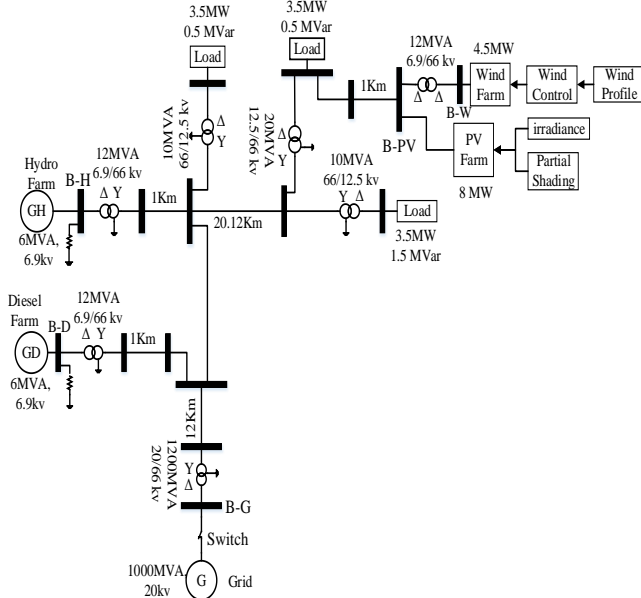 3.5MW
0.5 MVar
Load
10MVA
66/12.5 kv
Δ
Y
3.5MW
0.5 MVar
Load
20MVA
12.5/66 kv
Δ
Y
1Km
B-PV
12MVA
6.9/66 kv
Δ Δ
B-W
4.5MW
Wind
Farm
Wind
Control
Wind
Profile
PV
Farm
8 MW
irradiance
Partial
Shading
Hydro
Farm
B-H
GH
6MVA,
6.9kv
12MVA
6.9/66 kv
Δ Y
1Km
20.12Km
10MVA
66/12.5 kv
Y Δ
Load
3.5MW
1.5 MVar
Diesel
Farm
B-D
GD
6MVA,
6.9kv
12MVA
6.9/66 kv
Δ Y
1Km
12Km
1200MVA
20/66 kv
Y
Δ
B-G
Switch
1000MVA,
20kv
G
Grid